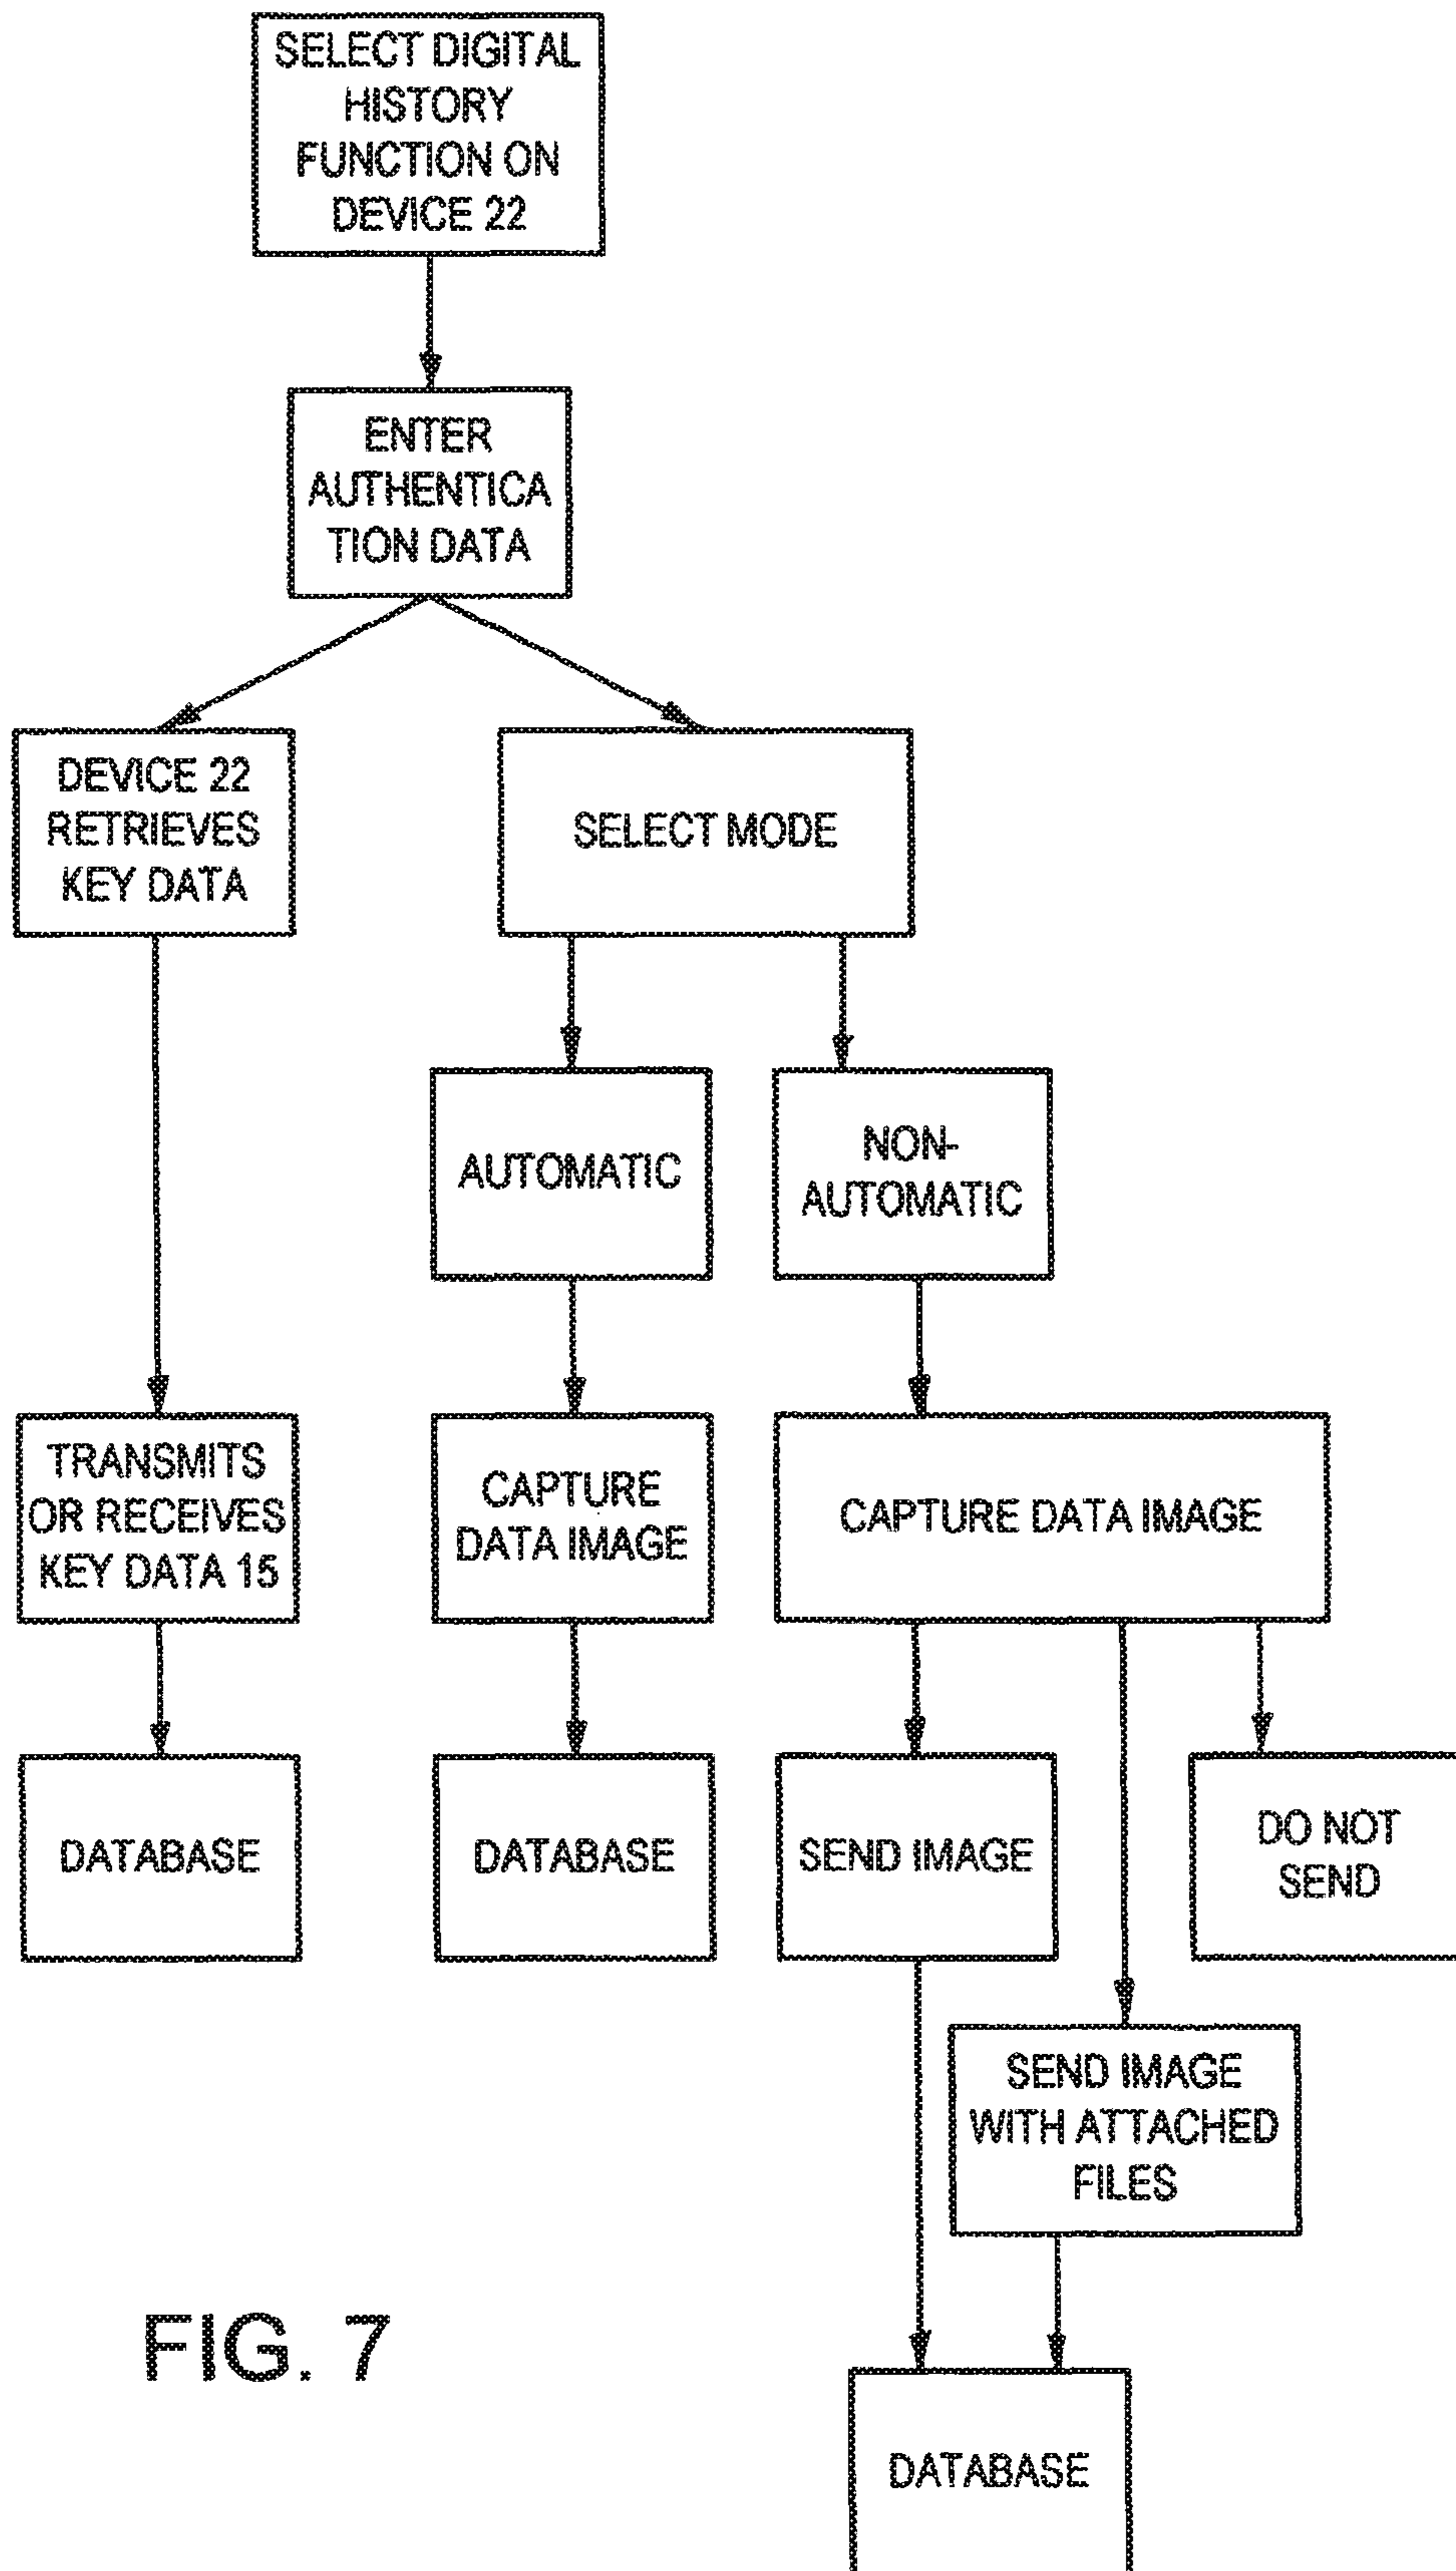 SELECT DIGITAL
HISTORY
FUNCTION ON
DEVICE 22
ENTER
AUTHENTICA
TION DATA
DEVICE 22
RETRIEVES
KEY DATA
SELECT MODE
AUTOMATIC
NON-
AUTOMATIC
TRANSMITS
OR RECEIVES
KEY DATA 15
CAPTURE
DATA IMAGE
CAPTURE DATA IMAGE
DATABASE
DATABASE
SEND IMAGE
DO NOT
SEND
SEND IMAGE
WITH ATTACHED
FILES
FIG. 7
DATABASE